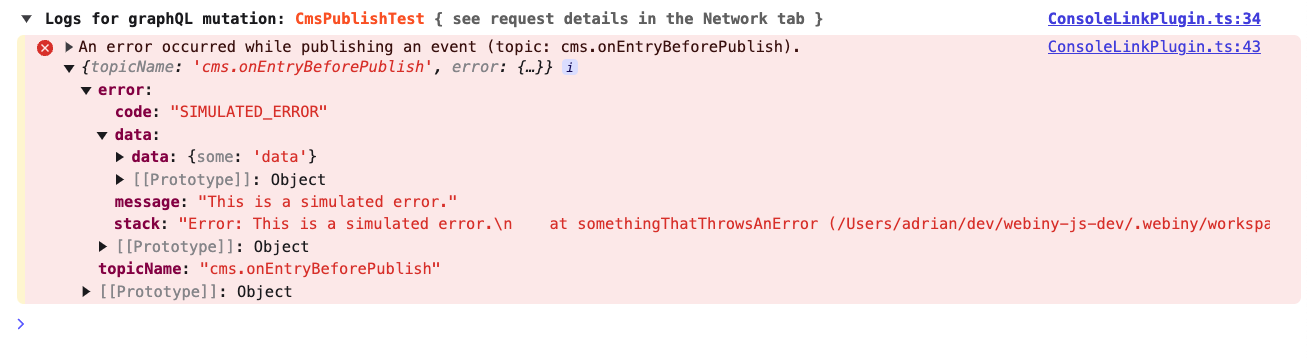 ▼ Logs for graphQL mutation: CmsPublishTest { see request details in the Network tab } ConsoleLinkPlugin.ts:34
▶ An error occurred while publishing an event (topic: cms.onEntryBeforePublish). ConsoleLinkPlugin.ts:43
▼ {topicName: 'cms.onEntryBeforePublish', error: {…}} i
▼ error:
code: "SIMULATED_ERROR"
▼ data:
▶ data: {some: 'data'}
▶ [[Prototype]]: Object
message: "This is a simulated error."
stack: "Error: This is a simulated error.\n    at somethingThatThrowsAnError (/Users/adrian/dev/webiny-js-dev/.webiny/workspa
▶ [[Prototype]]: Object
topicName: "cms.onEntryBeforePublish"
▶ [[Prototype]]: Object
>